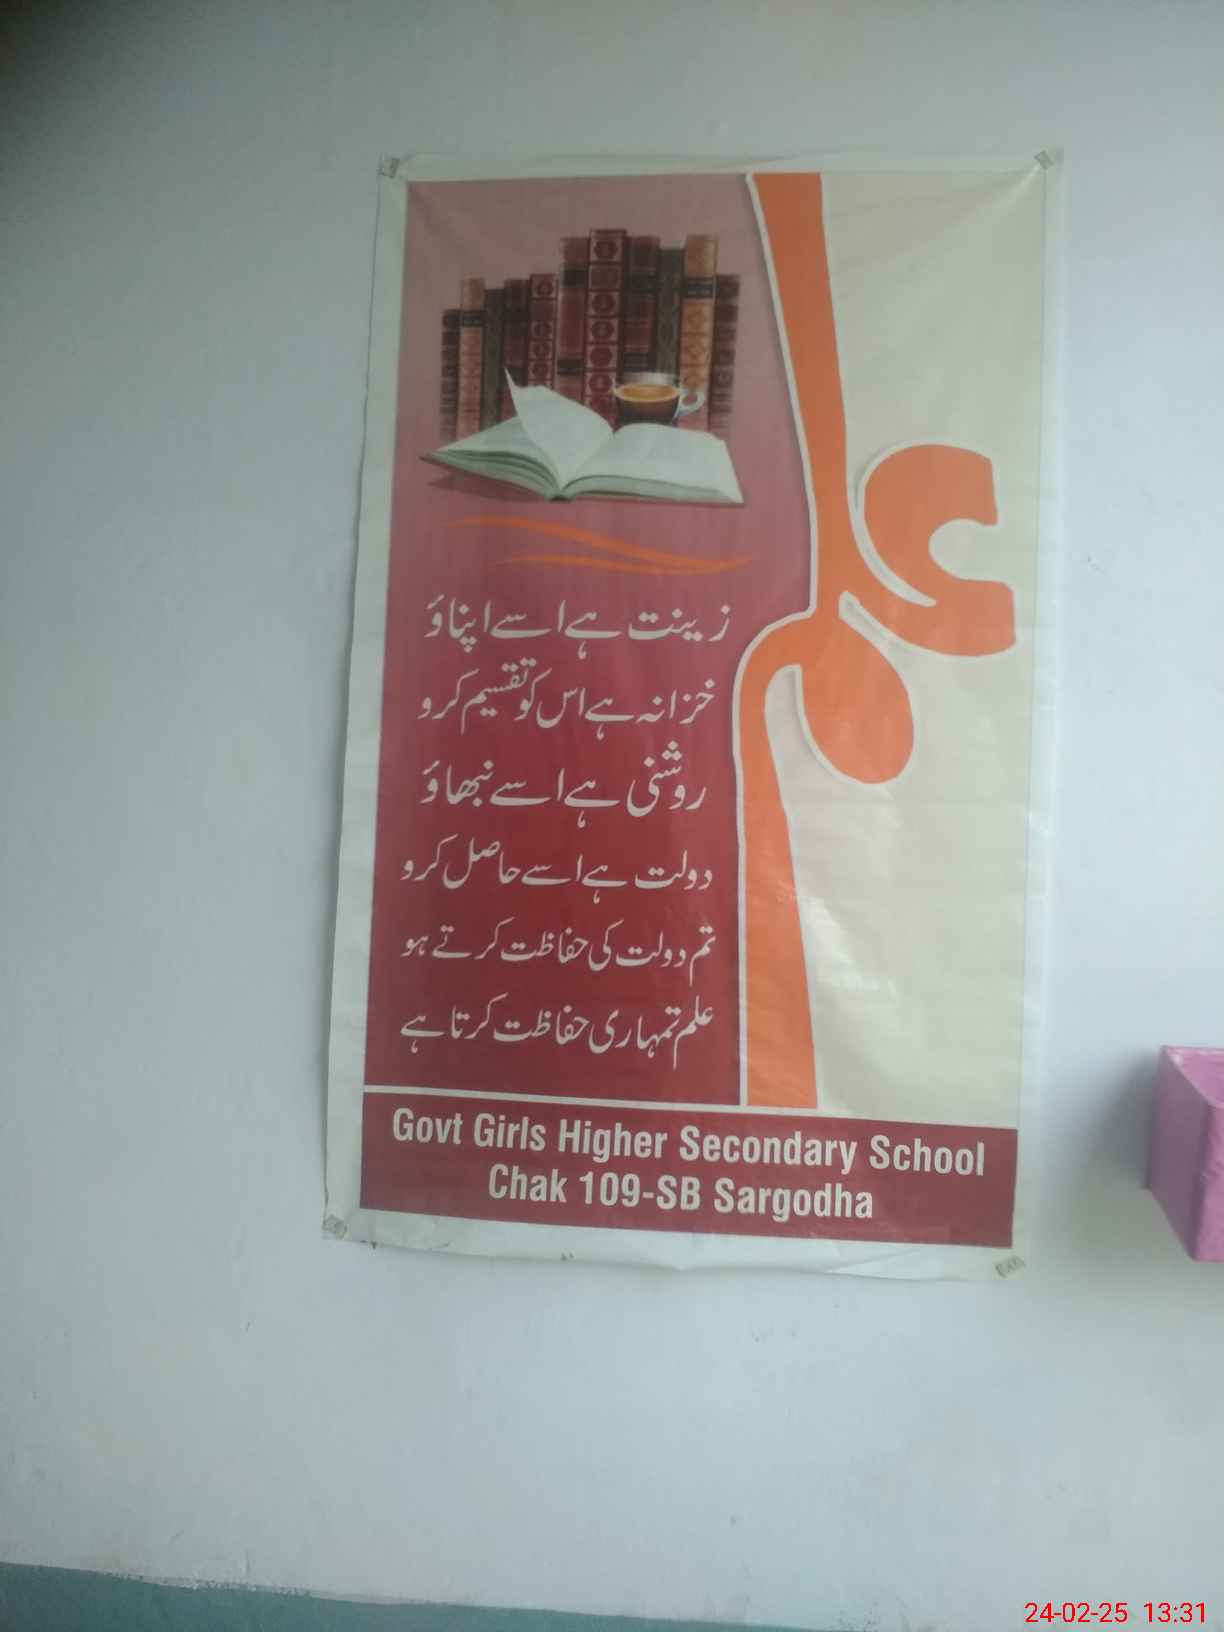 علم
زینت ہے اسے اپناؤ
خزانہ ہے اس کو تقسیم کرو
روشنی ہے اسے نبھاؤ
دولت ہے اسے حاصل کرو
تم دولت کی حفاظت کرتے ہو
علم تمہاری حفاظت کرتا ہے
Govt Girls Higher Secondary School
Chak 109-SB Sargodha
24-02-25 13:31